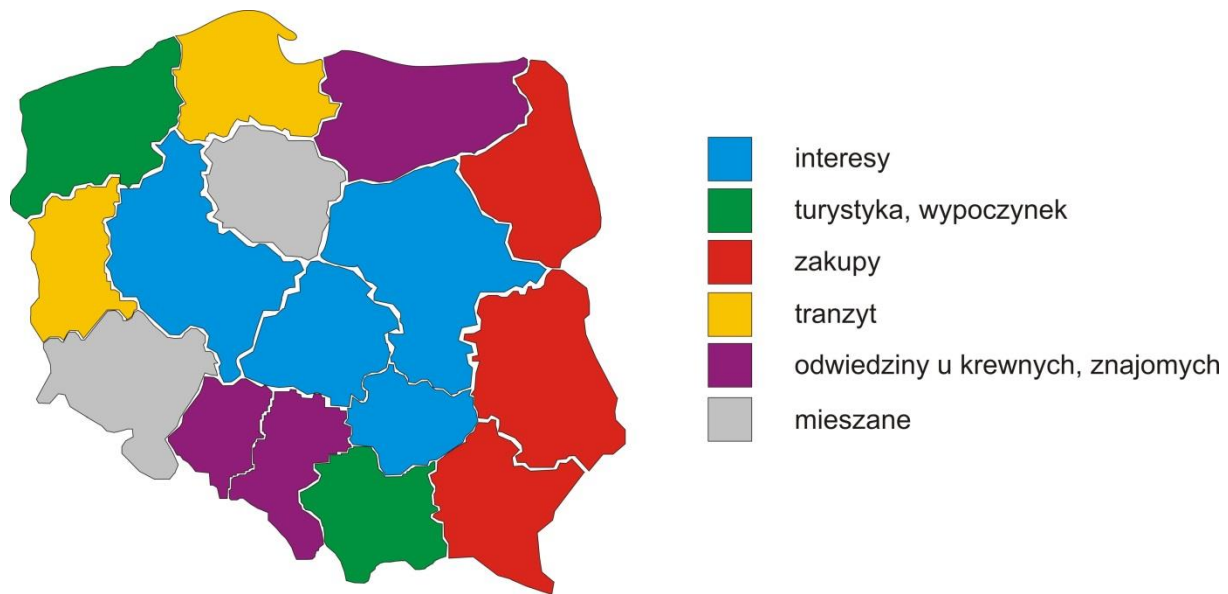 interesy
turystyka, wypoczynek
zakupy
tranzyt
odwiedziny u krewnych, znajomych
mieszane